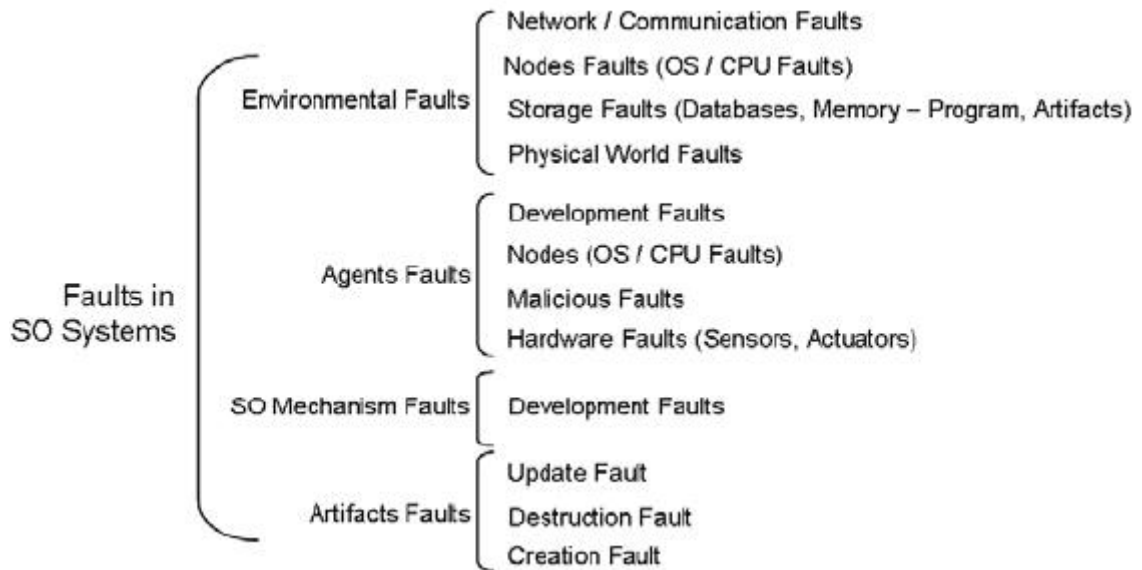 Faults in
SO Systems
Environmental Faults
Network / Communication Faults
Nodes Faults (OS / CPU Faults)
Storage Faults (Databases, Memory – Program, Artifacts)
Physical World Faults
Agents Faults
Development Faults
Nodes (OS / CPU Faults)
Malicious Faults
Hardware Faults (Sensors, Actuators)
SO Mechanism Faults
Development Faults
Artifacts Faults
Update Fault
Destruction Fault
Creation Fault